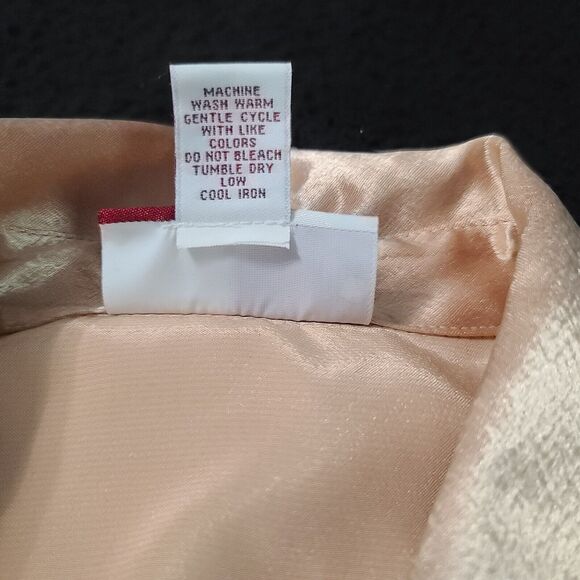 MACHINE
WASH WARM
GENTLE CYCLE
WITH LIKE
COLORS
DO NOT BLEACH
TUMBLE DRY
LOW
COOL IRON